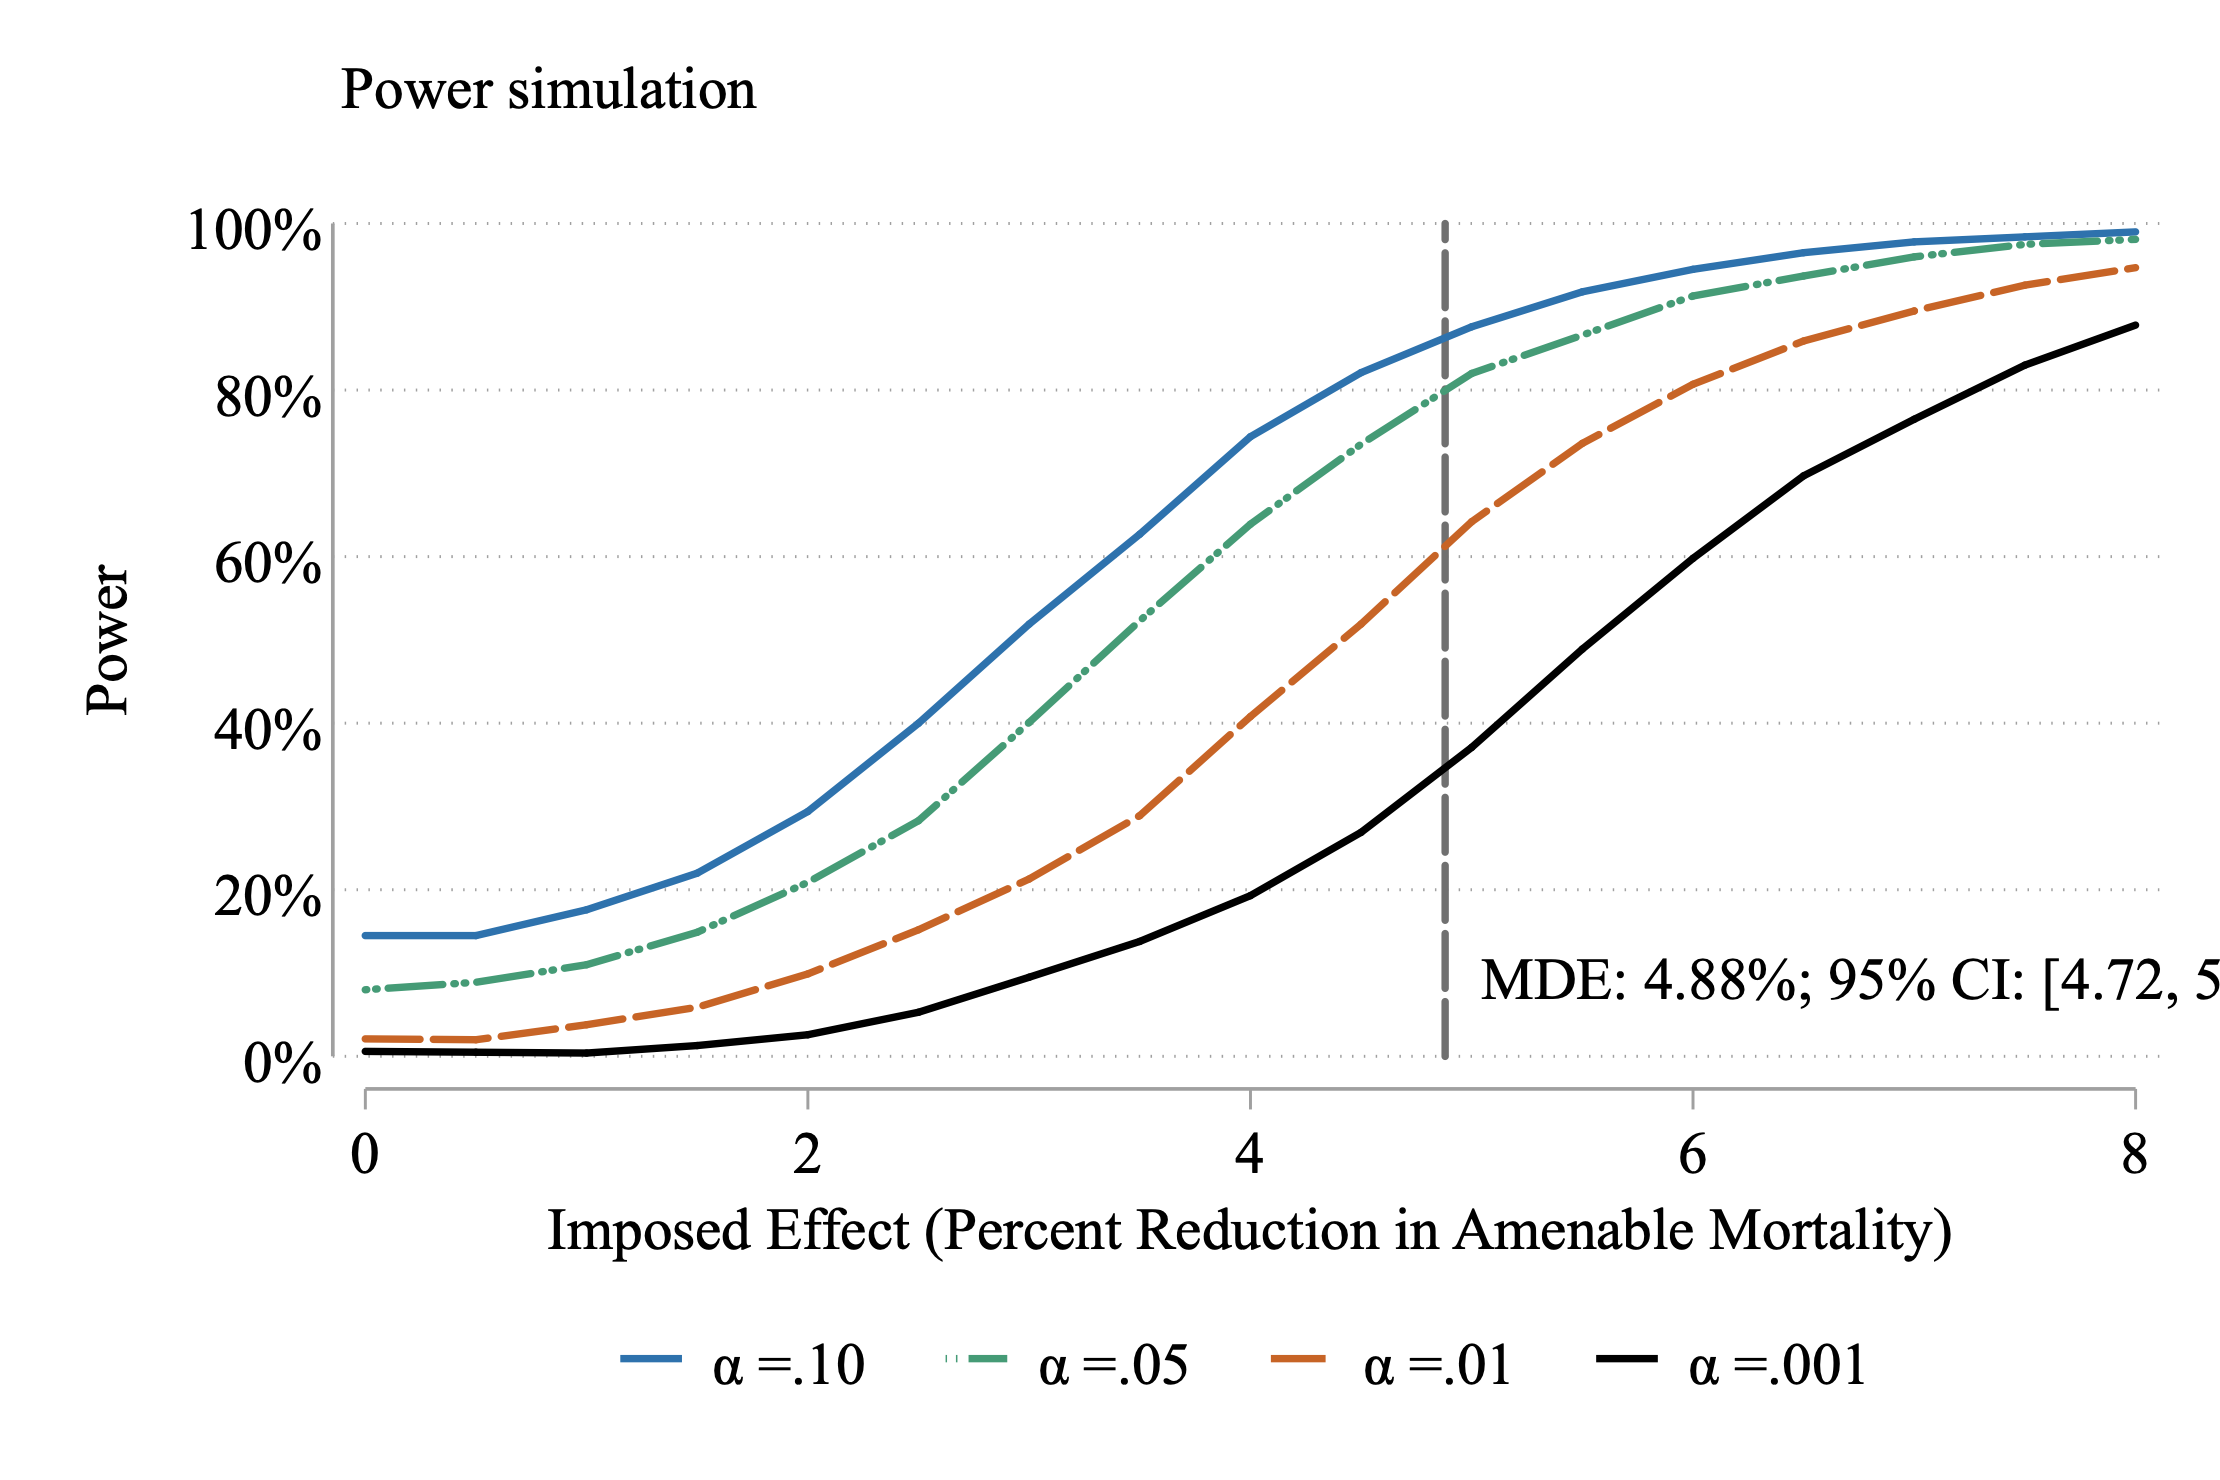 Power simulation
100%
80%
60%
40%
20%
0%
Power
MDE: 4.88%; 95% CI: [4.72, 5
0 2 4 6 8
Imposed Effect (Percent Reduction in Amenable Mortality)
α =.10 α =.05 α =.01 α =.001